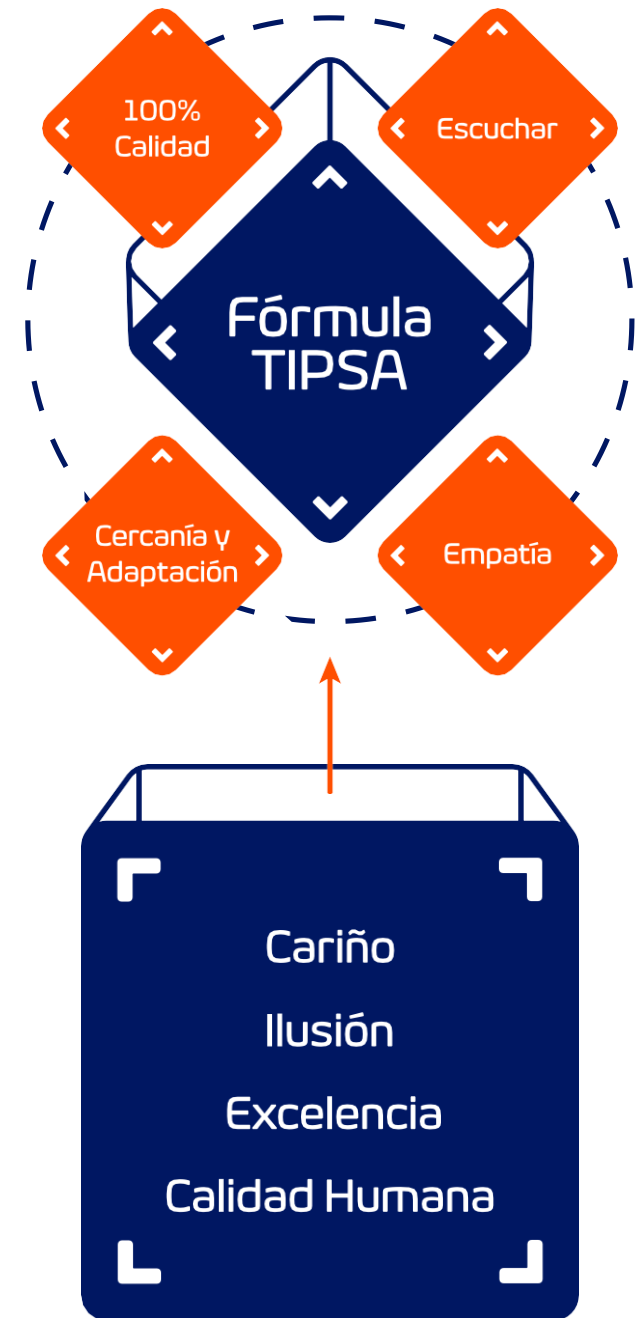 100%
Calidad
Escuchar
Fórmula
TIPSA
Cercanía y
Adaptación
Empatía
Cariño
Ilusión
Excelencia
Calidad Humana